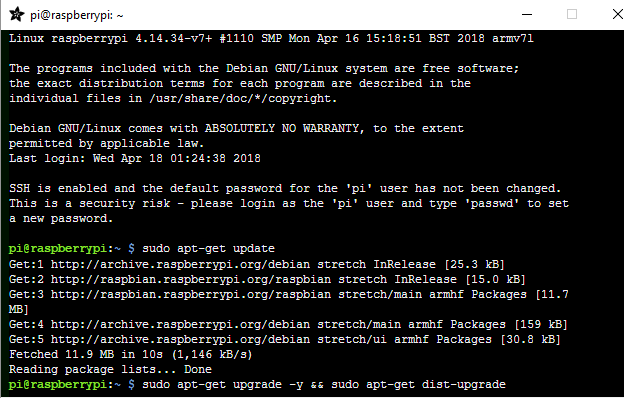 pi@raspberrypi: ~
Linux raspberrypi 4.14.34-v7+ #1110 SMP Mon Apr 16 15:18:51 BST 2018 armv7l
The programs included with the Debian GNU/Linux system are free software;
the exact distribution terms for each program are described in the
individual files in /usr/share/doc/*/copyright.
Debian GNU/Linux comes with ABSOLUTELY NO WARRANTY, to the extent
permitted by applicable law.
Last login: Wed Apr 18 01:24:38 2018
SSH is enabled and the default password for the 'pi' user has not been changed.
This is a security risk - please login as the 'pi' user and type 'passwd' to set
a new password.
pi@raspberrypi:~ $ sudo apt-get update
Get:1 http://archive.raspberrypi.org/debian stretch InRelease [25.3 kB]
Get:2 http://raspbian.raspberrypi.org/raspbian stretch InRelease [15.0 kB]
Get:3 http://raspbian.raspberrypi.org/raspbian stretch/main armhf Packages [11.7
MB]
Get:4 http://archive.raspberrypi.org/debian stretch/main armhf Packages [159 kB]
Get:5 http://archive.raspberrypi.org/debian stretch/ui armhf Packages [30.8 kB]
Fetched 11.9 MB in 10s (1,146 kB/s)
Reading package lists... Done
pi@raspberrypi:~ $ sudo apt-get upgrade -y && sudo apt-get dist-upgrade